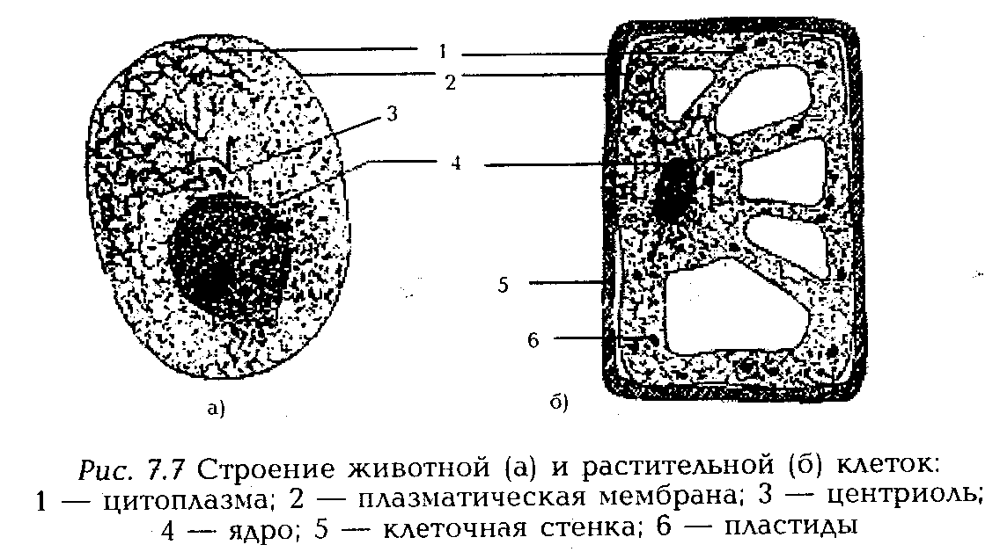 1
2
3
4
5
6
а)
б)
Рис. 7.7 Строение животной (а) и растительной (б) клеток:
1 — цитоплазма; 2 — плазматическая мембрана; 3 — центриоль;
4 — ядро; 5 — клеточная стенка; 6 — пластиды